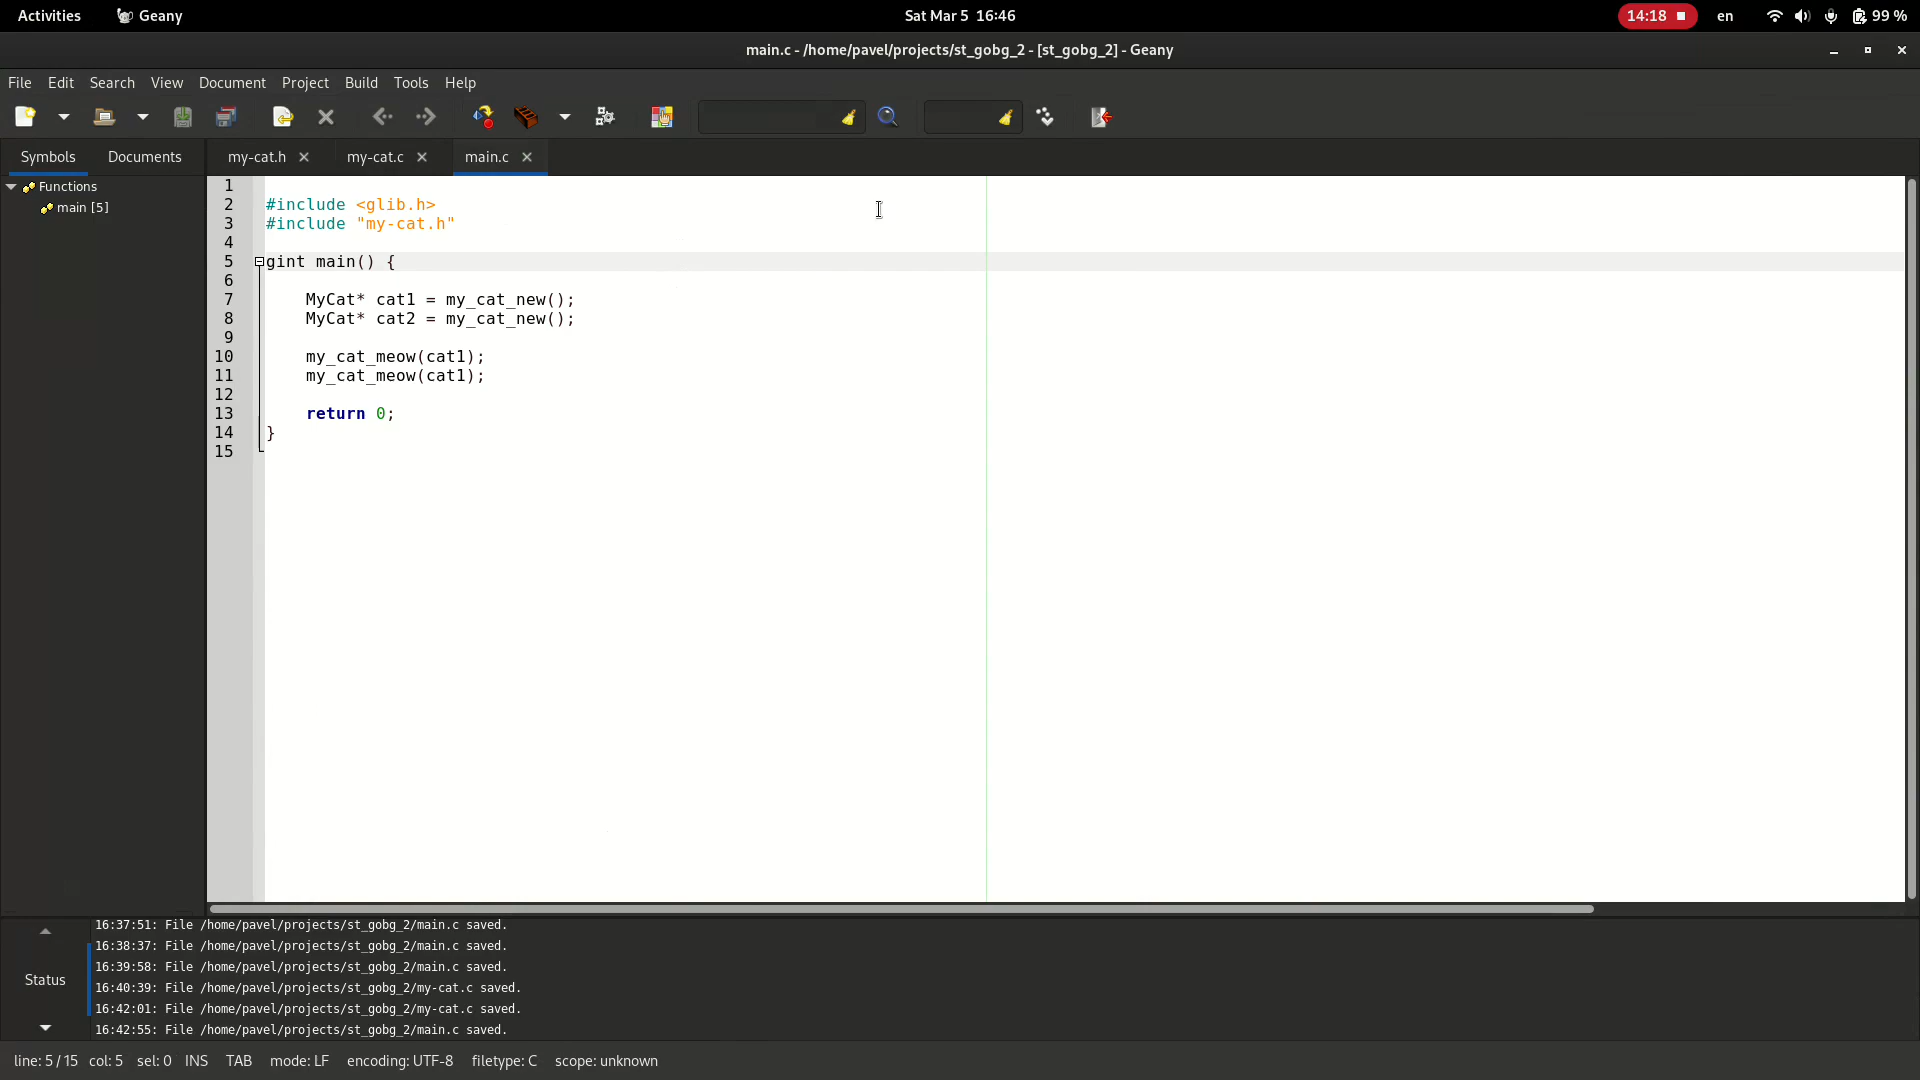 Activities Geany Sat Mar 5 16:46 14:18 en 99 %
main.c - /home/pavel/projects/st_gobg_2 - [st_gobg_2] - Geany
File Edit Search View Document Project Build Tools Help
Symbols Documents my-cat.h my-cat.c main.c
Functions
main [5]
1
2 #include <glib.h>
3 #include "my-cat.h"
4
5 gint main() {
6
7 MyCat* cat1 = my_cat_new();
8 MyCat* cat2 = my_cat_new();
9
10 my_cat_meow(cat1);
11 my_cat_meow(cat1);
12
13 return 0;
14 }
15
Status
16:37:51: File /home/pavel/projects/st_gobg_2/main.c saved.
16:38:37: File /home/pavel/projects/st_gobg_2/main.c saved.
16:39:58: File /home/pavel/projects/st_gobg_2/main.c saved.
16:40:39: File /home/pavel/projects/st_gobg_2/my-cat.c saved.
16:42:01: File /home/pavel/projects/st_gobg_2/my-cat.c saved.
16:42:55: File /home/pavel/projects/st_gobg_2/main.c saved.
line: 5 / 15 col: 5 sel: 0 INS TAB mode: LF encoding: UTF-8 filetype: C scope: unknown